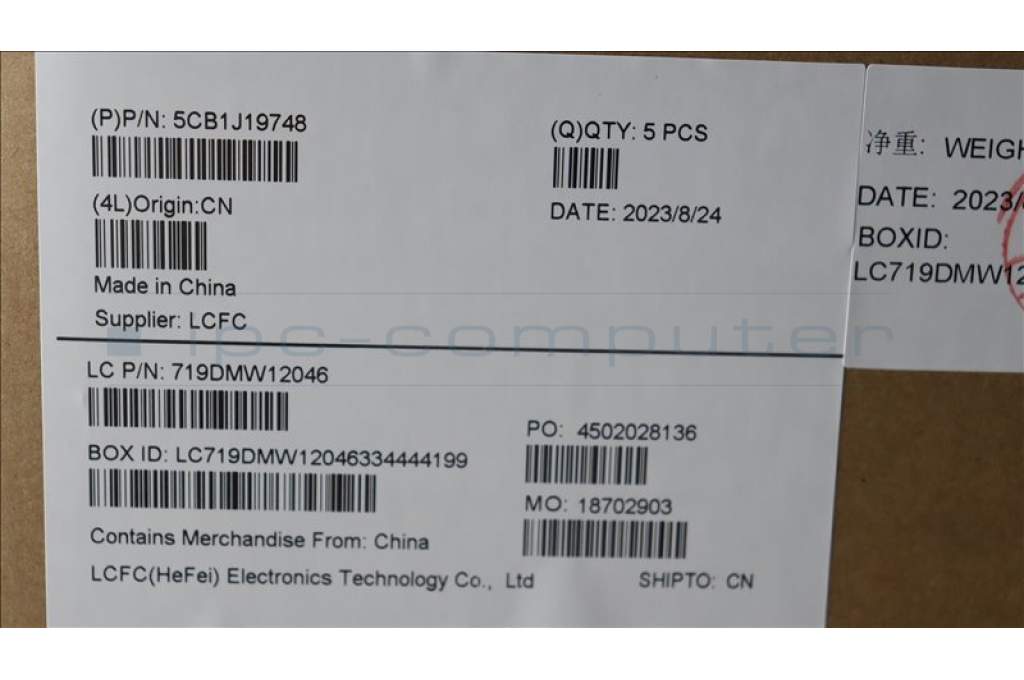 (P)P/N: 5CB1J19748
(Q)QTY: 5 PCS
(4L)Origin:CN
DATE: 2023/8/24
Made in China
Supplier: LCFC
ipc-computer
LC P/N: 719DMW12046
PO: 4502028136
BOX ID: LC719DMW12046334444199
MO: 18702903
Contains Merchandise From: China
LCFC(HeFei) Electronics Technology Co., Ltd
SHIPTO: CN
净重:
DATE: 2023/
BOXID: